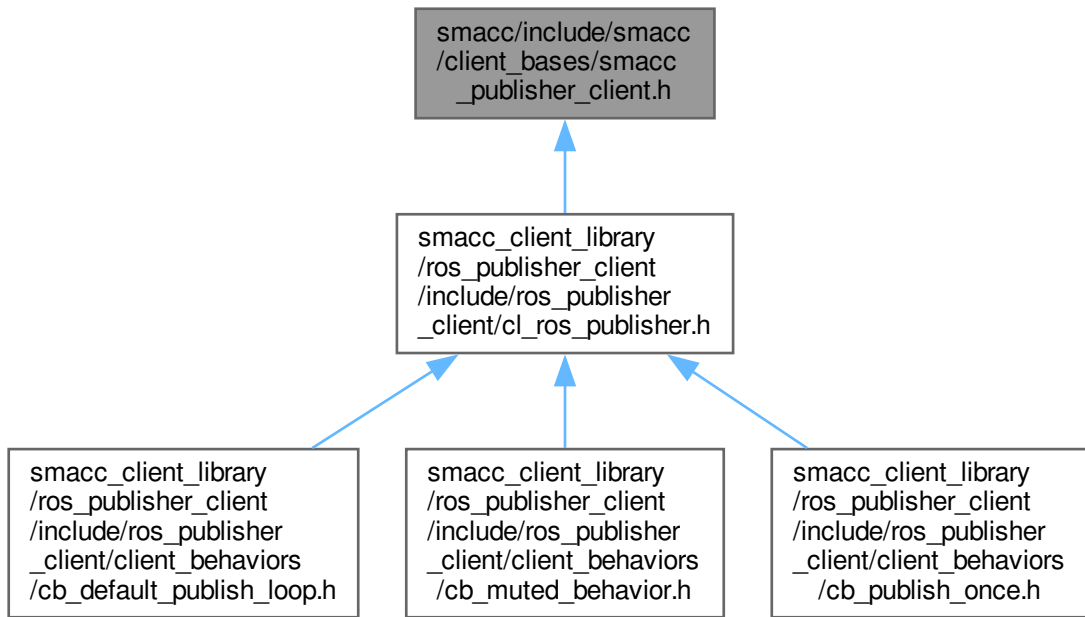 smacc/include/smacc
/client_bases/smacc
_publisher_client.h
smacc_client_library
/ros_publisher_client
/include/ros_publisher
_client/cl_ros_publisher.h
smacc_client_library
/ros_publisher_client
/include/ros_publisher
_client/client_behaviors
/cb_default_publish_loop.h
smacc_client_library
/ros_publisher_client
/include/ros_publisher
_client/client_behaviors
/cb_muted_behavior.h
smacc_client_library
/ros_publisher_client
/include/ros_publisher
_client/client_behaviors
/cb_publish_once.h